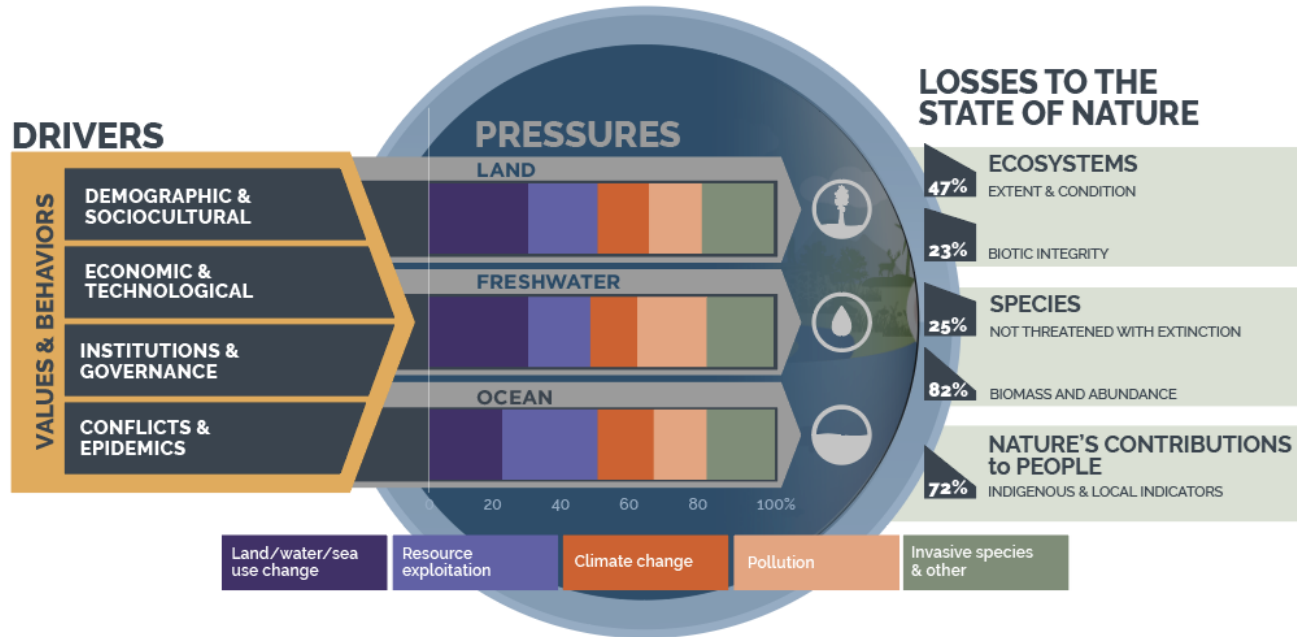 DRIVERS
VALUES & BEHAVIORS
DEMOGRAPHIC &
SOCIOCULTURAL
ECONOMIC &
TECHNOLOGICAL
INSTITUTIONS &
GOVERNANCE
CONFLICTS &
EPIDEMICS
PRESSURES
LAND
FRESHWATER
OCEAN
0 20 40 60 80 100%
Land/water/sea
use change
Resource
exploitation
Climate change
Pollution
Invasive species
& other
LOSSES TO THE
STATE OF NATURE
ECOSYSTEMS
47% EXTENT & CONDITION
23% BIOTIC INTEGRITY
SPECIES
25% NOT THREATENED WITH EXTINCTION
82% BIOMASS AND ABUNDANCE
NATURE'S CONTRIBUTIONS
to PEOPLE
72% INDIGENOUS & LOCAL INDICATORS